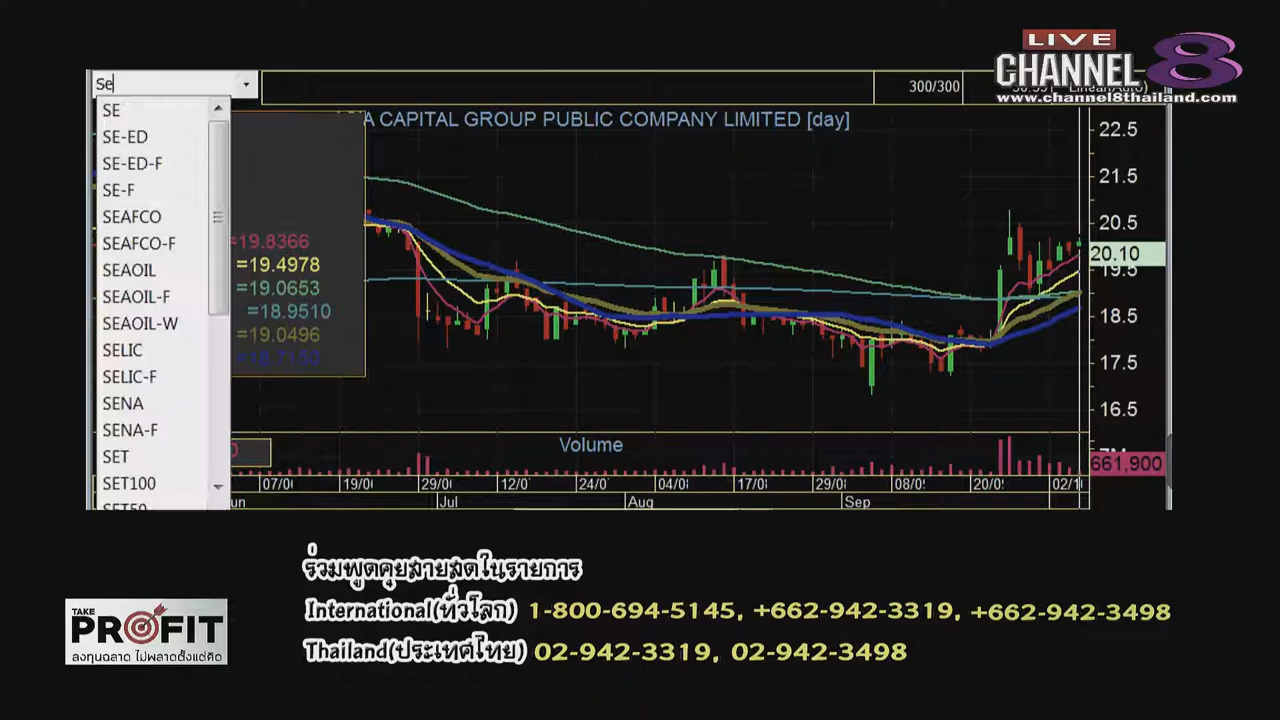 LIVE
CHANNEL 8
www.channel8thailand.com
Se
300/300
SE
SE-ED
SE-ED-F
SE-F
SEAFCO
SEAFCO-F
SEAOIL
SEAOIL-F
SEAOIL-W
SELIC
SELIC-F
SENA
SENA-F
SET
SET100
CAPITAL GROUP PUBLIC COMPANY LIMITED [day]
=19.8366
=19.4978
=19.0653
=18.9510
=19.0496
22.5
21.5
20.5
20.10
19.5
18.5
17.5
16.5
Volume
661,900
19/0
29/0
12/0
24/0
04/0
17/0
29/0
08/0
20/0
02/1
Jul
Aug
Sep
ร่วมพูดคุยสายสดในรายการ
International(ทั่วโลก) 1-800-694-5145, +662-942-3319, +662-942-3498
Thailand(ประเทศไทย) 02-942-3319, 02-942-3498
TAKE
PROFIT
ลงทุนฉลาด ไม่พลาดตั้งแต่คิด